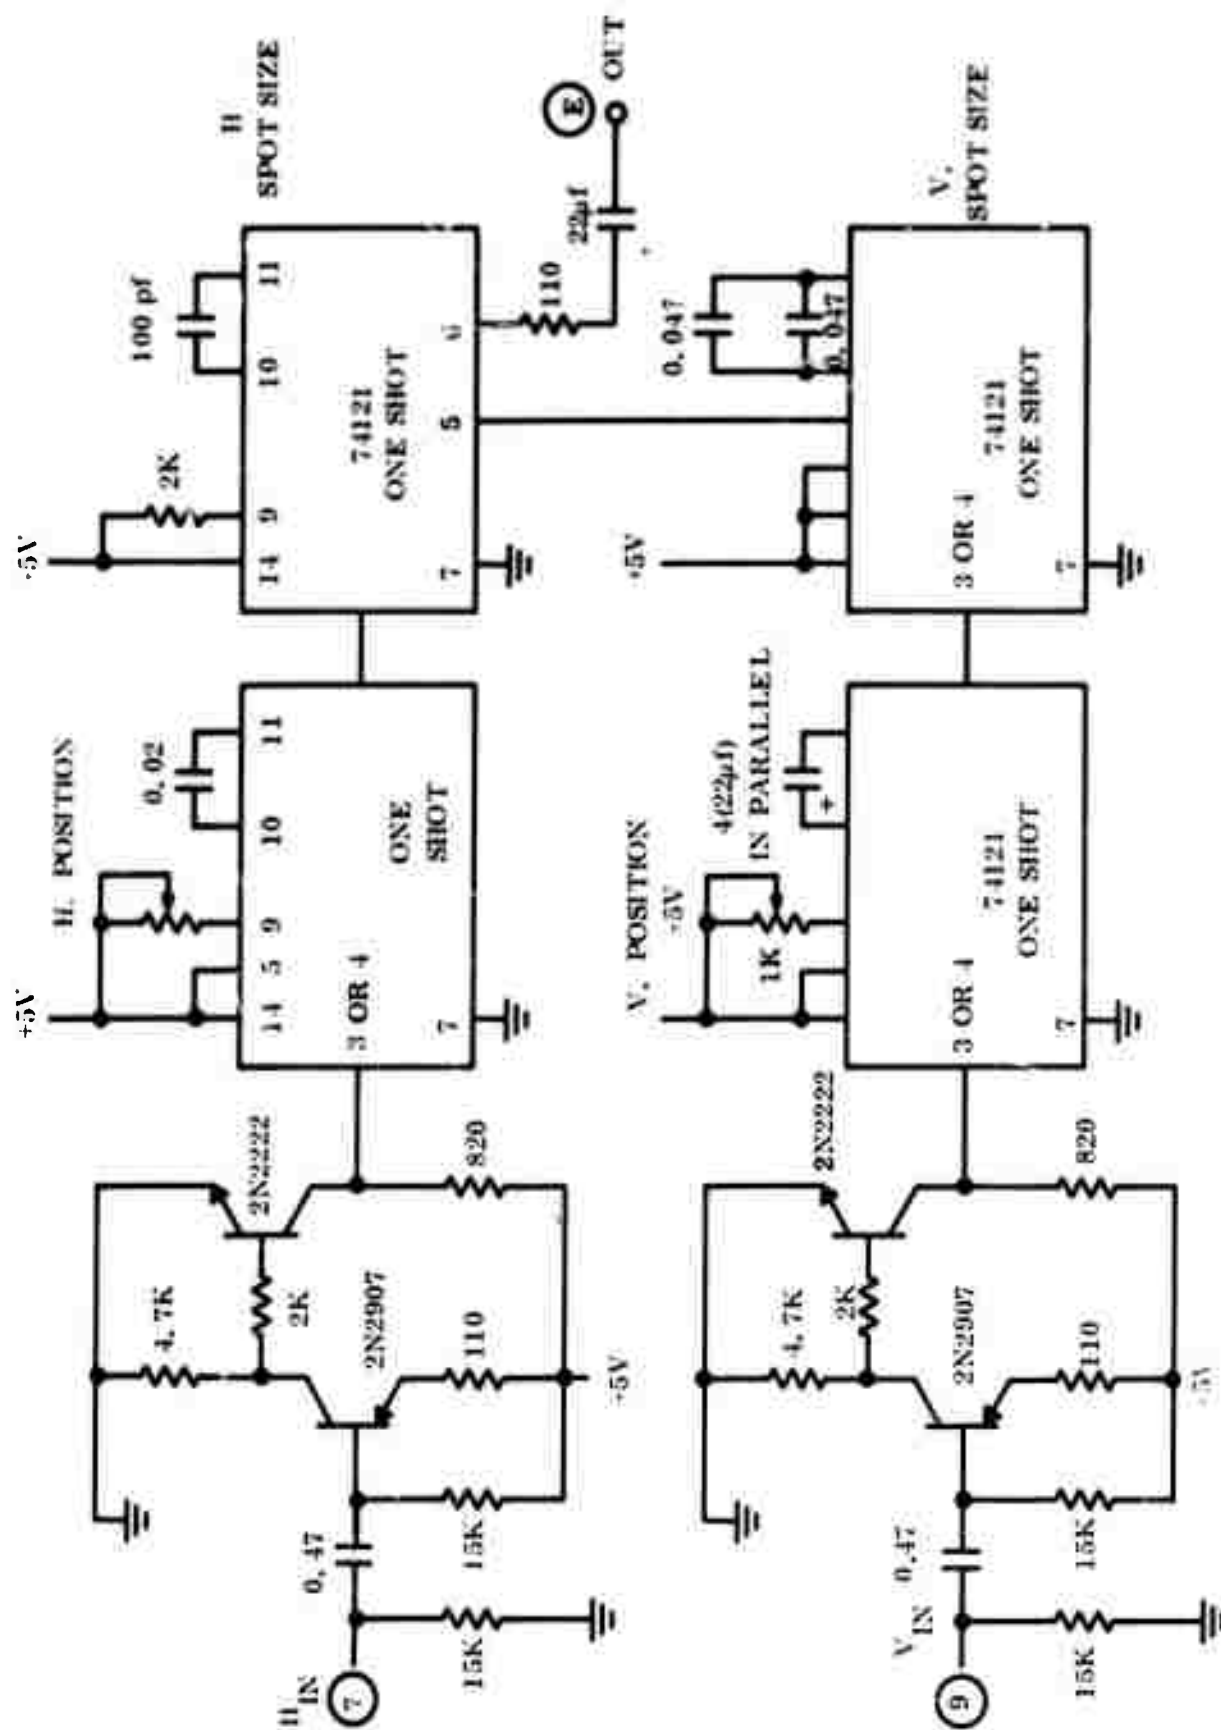 H
IN
7
15K
0.47
15K
4.7K
2K
2N2907
110
+5V
2N2222
820
+5V
H. POSITION
14
5
9
10
11
0.02
3 OR 4
ONE
SHOT
7
+5V
2K
14
9
10
11
100 pf
74121
ONE SHOT
7
5
6
H
SPOT SIZE
110
22µf
E
OUT
V
IN
9
15K
0.47
15K
4.7K
2K
2N2907
110
+5V
2N2222
820
V. POSITION
+5V
1K
4(22µf)
IN PARALLEL
+
3 OR 4
74121
ONE SHOT
7
+5V
3 OR 4
74121
ONE SHOT
7
0.047
0.047
V.
SPOT SIZE